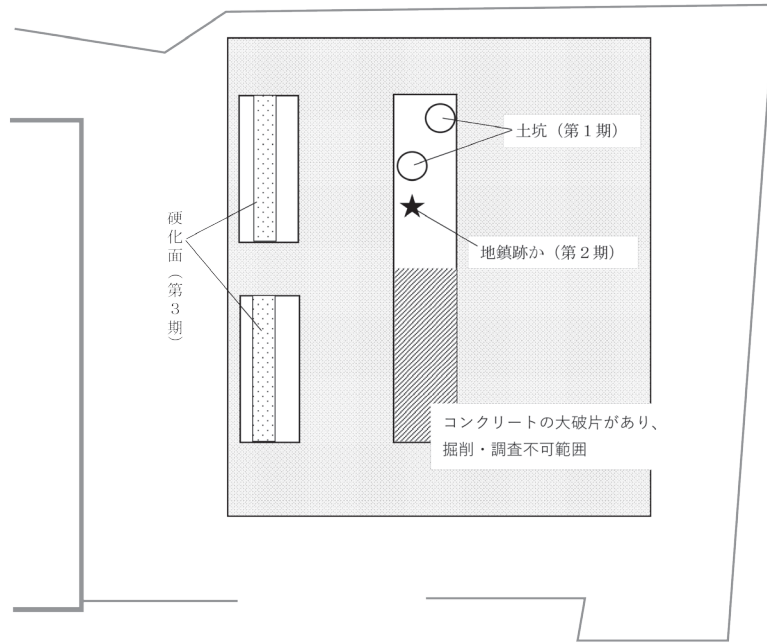 土坑（第１期）
地鎮跡か（第２期）
硬化面（第３期）
コンクリートの大破片があり、
掘削・調査不可範囲